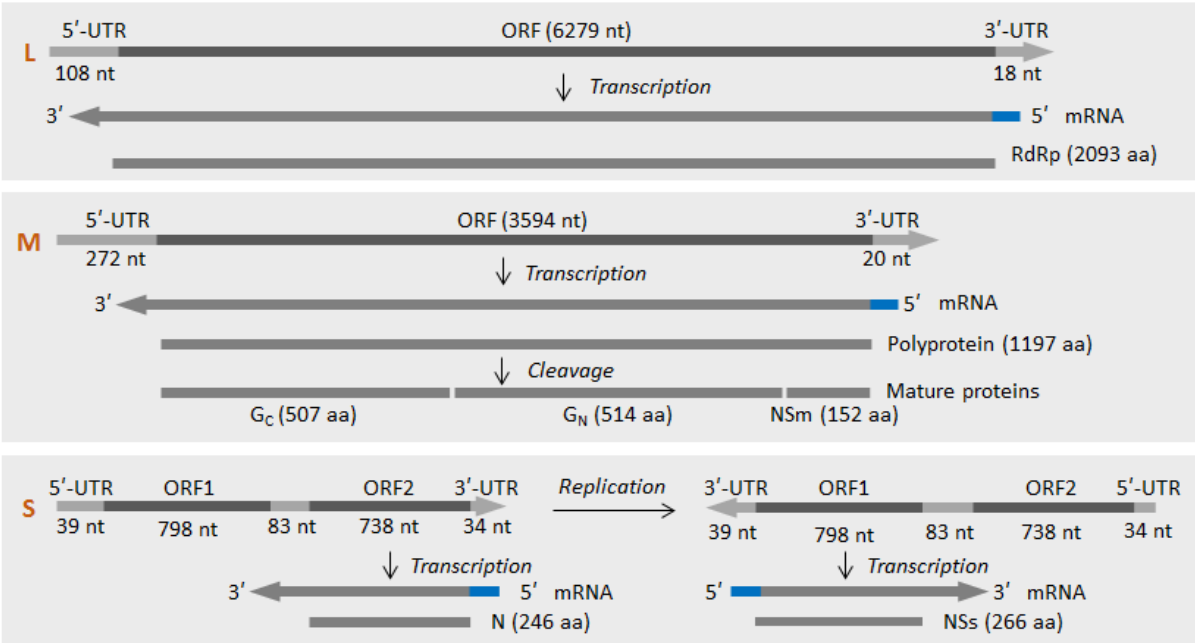 5′-UTR ORF (6279 nt) 3′-UTR
L
108 nt 18 nt
Transcription
3′ 5′ mRNA
RdRp (2093 aa)
5′-UTR ORF (3594 nt) 3′-UTR
M
272 nt 20 nt
Transcription
3′ 5′ mRNA
Polyprotein (1197 aa)
Cleavage
Mature proteins
GC (507 aa) GN (514 aa) NSm (152 aa)
5′-UTR ORF1 ORF2 3′-UTR Replication 3′-UTR ORF1 ORF2 5′-UTR
S
39 nt 798 nt 83 nt 738 nt 34 nt 39 nt 798 nt 83 nt 738 nt 34 nt
Transcription Transcription
3′ 5′ mRNA 5′ 3′ mRNA
N (246 aa) NSs (266 aa)